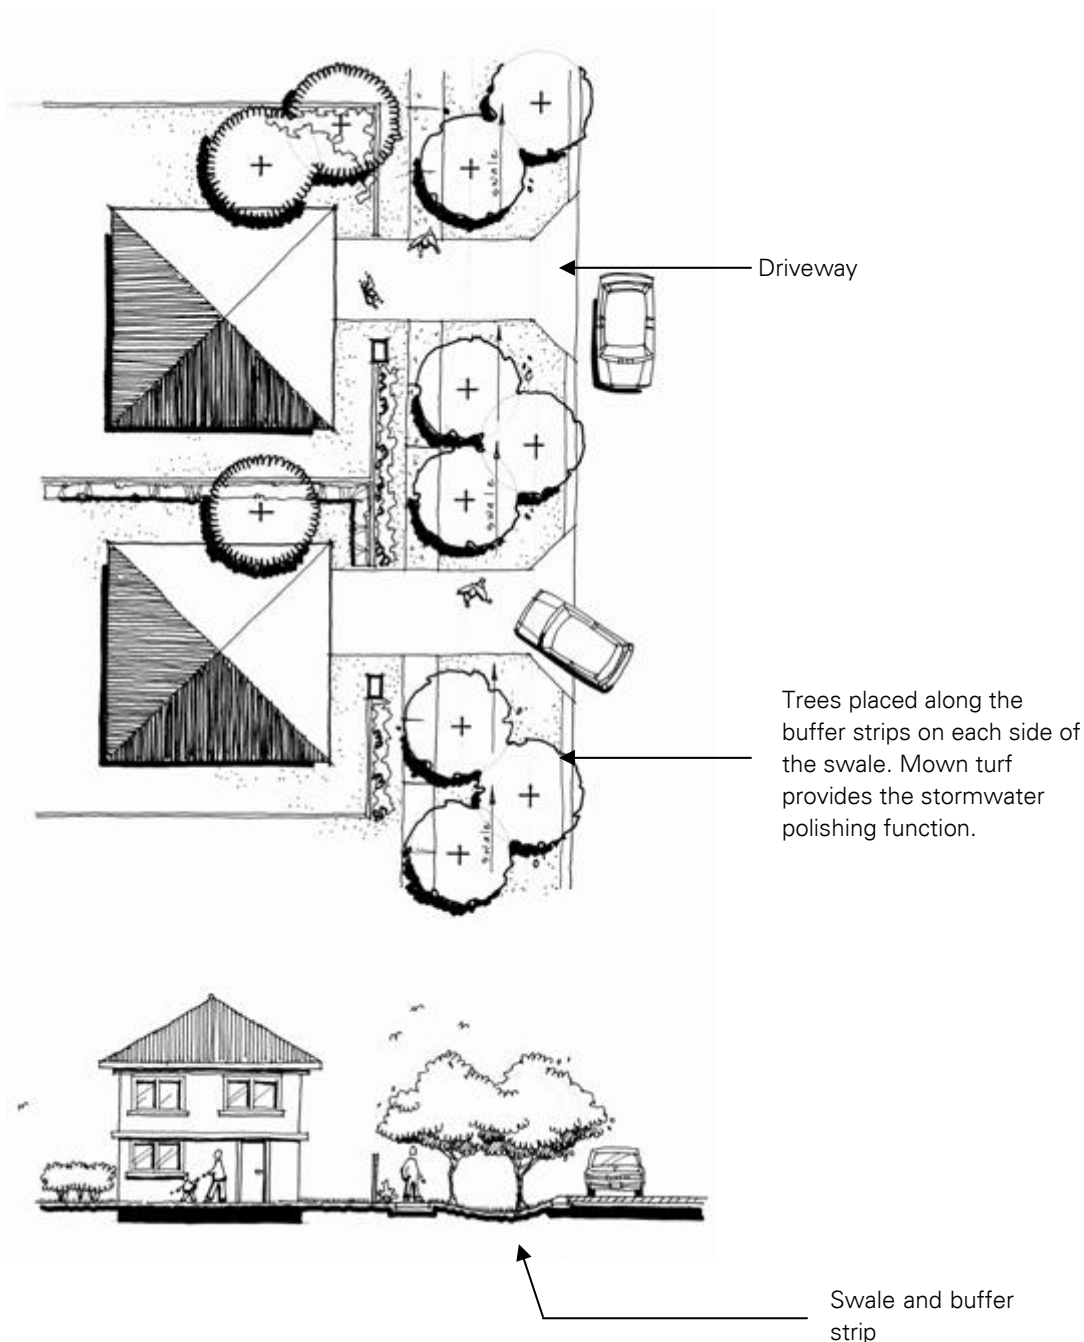 swale
Driveway
swale
Trees placed along the
buffer strips on each side of
the swale. Mown turf
provides the stormwater
polishing function.
swale
Swale and buffer
strip